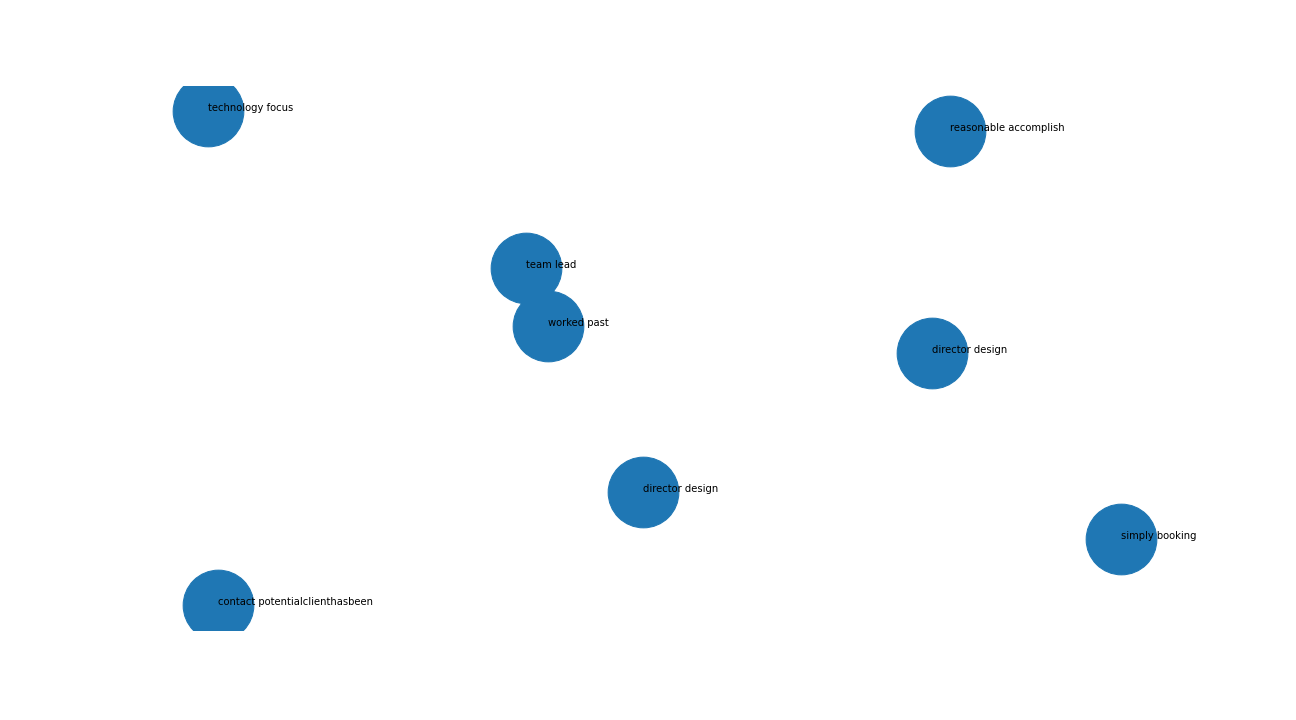 technology focus
reasonable accomplish
team lead
worked past
director design
director design
simply booking
contact potentialclienthasbeen